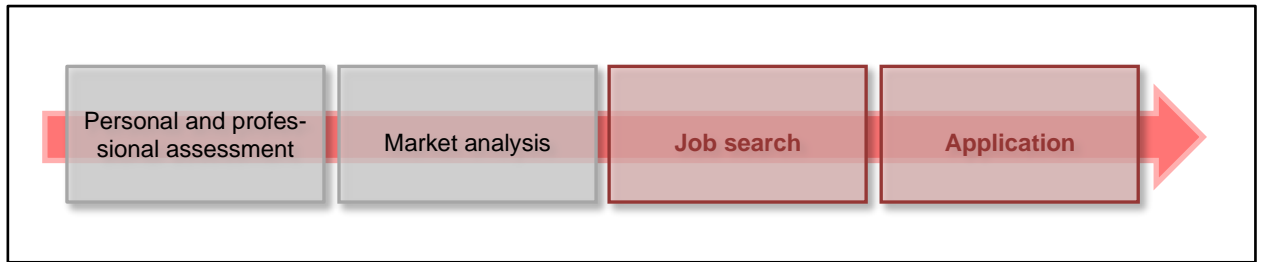 Personal and profes-
sional assessment
Market analysis
Job search
Application